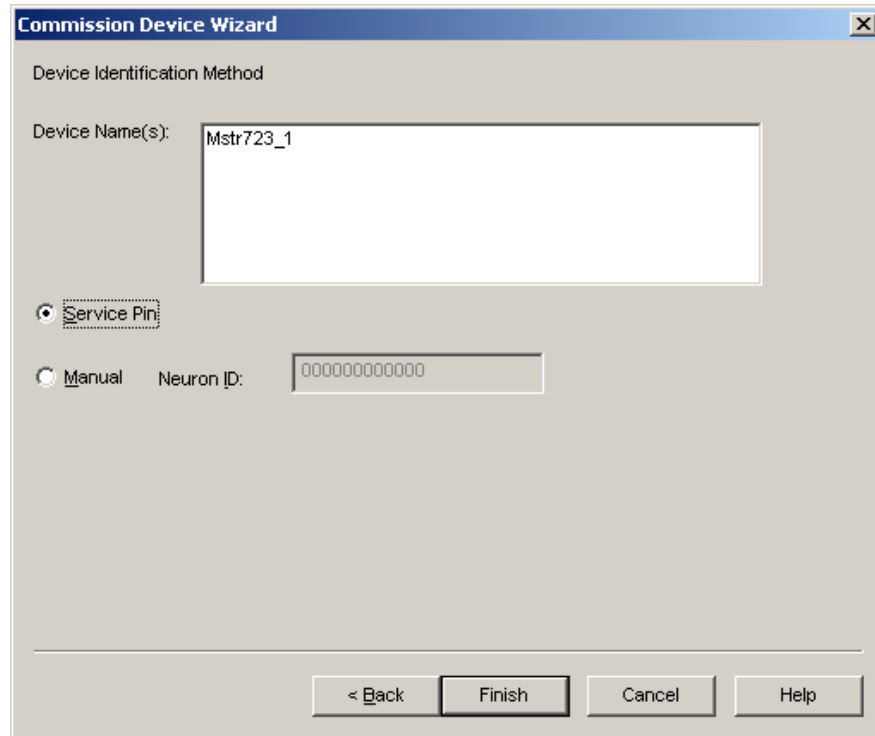 Commission Device Wizard
Device Identification Method
Device Name(s):
Mstr723_1
Service Pin
Manual Neuron ID: 000000000000
< Back Finish Cancel Help